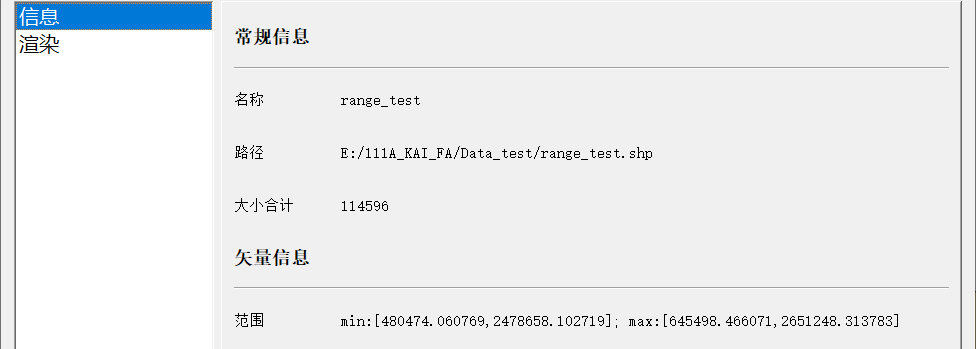 信息
渲染
常规信息
名称 range_test
路径 E:/111A_KAI_FA/Data_test/range_test.shp
大小合计 114596
矢量信息
范围 min:[480474.060769,2478658.102719]; max:[645498.466071,2651248.313783]